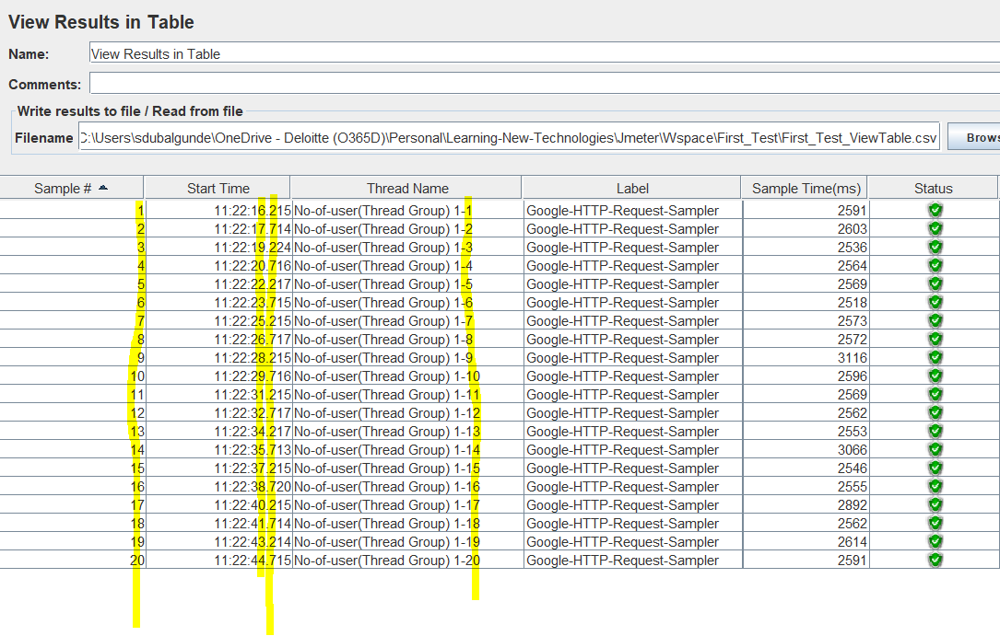 View Results in Table
Name: View Results in Table
Comments:
Write results to file / Read from file
Filename C:\Users\sdubalgunde\OneDrive - Deloitte (O365D)\Personal\Learning-New-Technologies\Jmeter\Wspace\First_Test\First_Test_ViewTable.csv Brows
Sample # Start Time Thread Name Label Sample Time(ms) Status
1 11:22:16.215 No-of-user(Thread Group) 1-1 Google-HTTP-Request-Sampler 2591
2 11:22:17.714 No-of-user(Thread Group) 1-2 Google-HTTP-Request-Sampler 2603
3 11:22:19.224 No-of-user(Thread Group) 1-3 Google-HTTP-Request-Sampler 2536
4 11:22:20.716 No-of-user(Thread Group) 1-4 Google-HTTP-Request-Sampler 2564
5 11:22:22.217 No-of-user(Thread Group) 1-5 Google-HTTP-Request-Sampler 2569
6 11:22:23.715 No-of-user(Thread Group) 1-6 Google-HTTP-Request-Sampler 2518
7 11:22:25.215 No-of-user(Thread Group) 1-7 Google-HTTP-Request-Sampler 2573
8 11:22:26.717 No-of-user(Thread Group) 1-8 Google-HTTP-Request-Sampler 2572
9 11:22:28.215 No-of-user(Thread Group) 1-9 Google-HTTP-Request-Sampler 3116
10 11:22:29.716 No-of-user(Thread Group) 1-10 Google-HTTP-Request-Sampler 2596
11 11:22:31.215 No-of-user(Thread Group) 1-11 Google-HTTP-Request-Sampler 2569
12 11:22:32.717 No-of-user(Thread Group) 1-12 Google-HTTP-Request-Sampler 2562
13 11:22:34.217 No-of-user(Thread Group) 1-13 Google-HTTP-Request-Sampler 2553
14 11:22:35.713 No-of-user(Thread Group) 1-14 Google-HTTP-Request-Sampler 3066
15 11:22:37.215 No-of-user(Thread Group) 1-15 Google-HTTP-Request-Sampler 2546
16 11:22:38.720 No-of-user(Thread Group) 1-16 Google-HTTP-Request-Sampler 2555
17 11:22:40.215 No-of-user(Thread Group) 1-17 Google-HTTP-Request-Sampler 2892
18 11:22:41.714 No-of-user(Thread Group) 1-18 Google-HTTP-Request-Sampler 2562
19 11:22:43.214 No-of-user(Thread Group) 1-19 Google-HTTP-Request-Sampler 2614
20 11:22:44.715 No-of-user(Thread Group) 1-20 Google-HTTP-Request-Sampler 2591